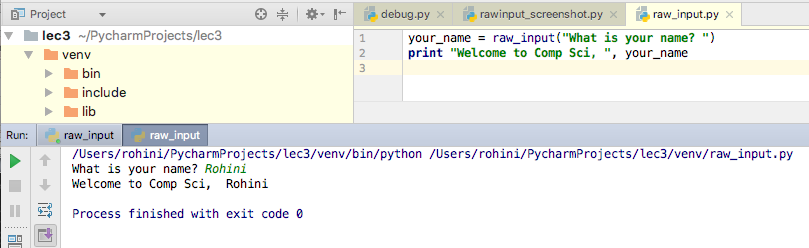 Project
debug.py
rawinput_screenshot.py
raw_input.py
lec3 ~/PycharmProjects/lec3
venv
bin
include
lib
1 your_name = raw_input("What is your name? ")
2 print "Welcome to Comp Sci, ", your_name
3
Run: raw_input raw_input
/Users/rohini/PycharmProjects/lec3/venv/bin/python /Users/rohini/PycharmProjects/lec3/venv/raw_input.py
What is your name? Rohini
Welcome to Comp Sci,  Rohini
Process finished with exit code 0